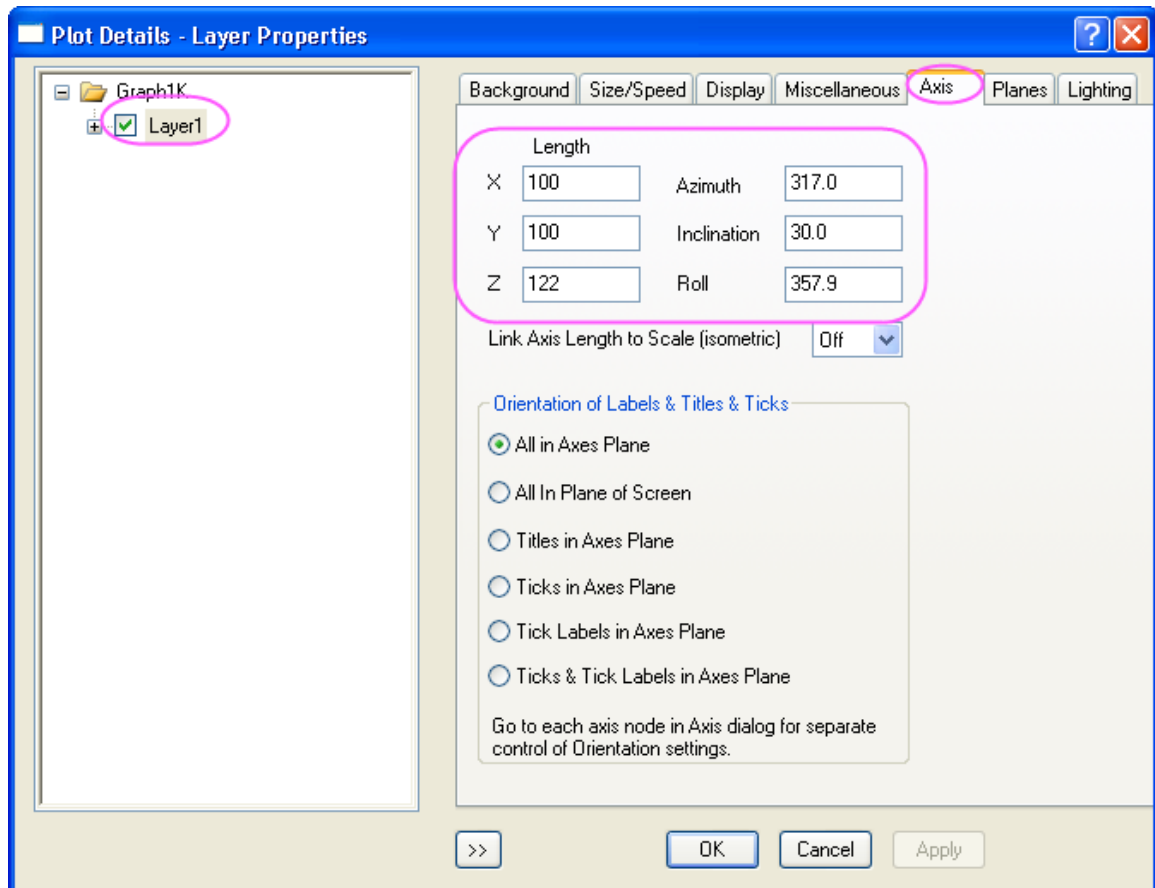 Plot Details - Layer Properties
Graph1K
Layer1
Background Size/Speed Display Miscellaneous Axis Planes Lighting
Length
X 100 Azimuth 317.0
Y 100 Inclination 30.0
Z 122 Roll 357.9
Link Axis Length to Scale (isometric) Off
Orientation of Labels & Titles & Ticks
All in Axes Plane
All In Plane of Screen
Titles in Axes Plane
Ticks in Axes Plane
Tick Labels in Axes Plane
Ticks & Tick Labels in Axes Plane
Go to each axis node in Axis dialog for separate
control of Orientation settings.
>> OK Cancel Apply